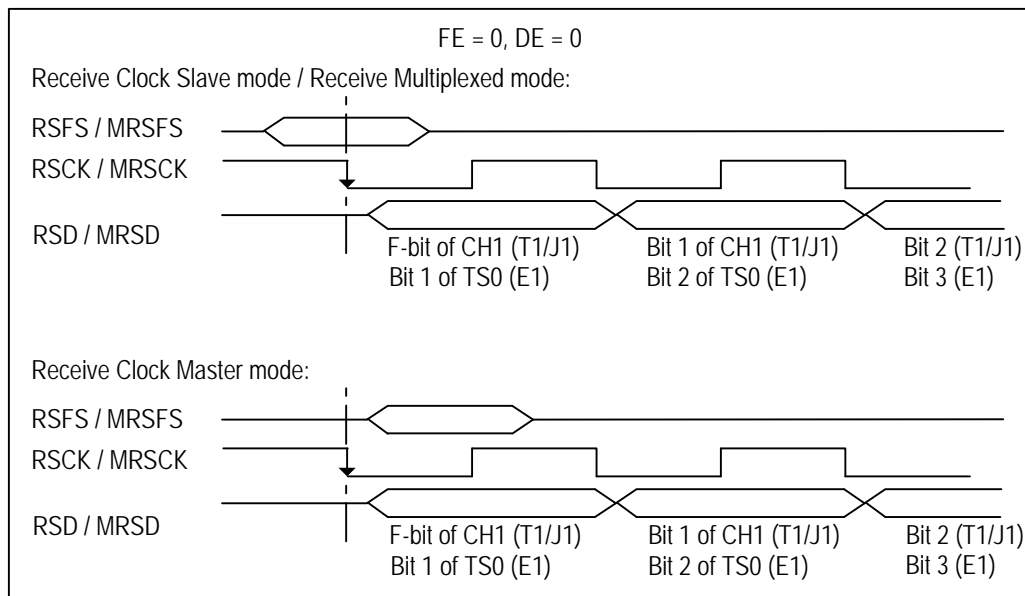 FE = 0, DE = 0
Receive Clock Slave mode / Receive Multiplexed mode:
RSFS / MRSFS
RSCK / MRSCK
RSD / MRSD
F-bit of CH1 (T1/J1) Bit 1 of CH1 (T1/J1) Bit 2 (T1/J1)
Bit 1 of TS0 (E1) Bit 2 of TS0 (E1) Bit 3 (E1)
Receive Clock Master mode:
RSFS / MRSFS
RSCK / MRSCK
RSD / MRSD
F-bit of CH1 (T1/J1) Bit 1 of CH1 (T1/J1) Bit 2 (T1/J1)
Bit 1 of TS0 (E1) Bit 2 of TS0 (E1) Bit 3 (E1)